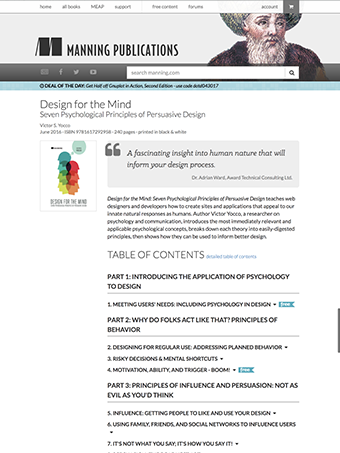 home all books MEAP support free content forums account
MANNING PUBLICATIONS
search manning.com
DEAL OF THE DAY: Get Half off Gnuplot in Action, Second Edition - use code dotd043017
Design for the Mind
Seven Psychological Principles of Persuasive Design
Victor S. Yocco
June 2016 · ISBN 9781617292958 · 240 pages · printed in black & white
A fascinating insight into human nature that will
inform your design process.
Dr. Adrian Ward, Award Technical Consulting Ltd.
DESIGN FOR THE MIND
Design for the Mind: Seven Psychological Principles of Persuasive Design teaches web
designers and developers how to create sites and applications that appeal to our
innate natural responses as humans. Author Victor Yocco, a researcher on
psychology and communication, introduces the most immediately relevant and
applicable psychological concepts, breaks down each theory into easily-digested
principles, then shows how they can be used to inform better design.
TABLE OF CONTENTS detailed table of contents
PART 1: INTRODUCING THE APPLICATION OF PSYCHOLOGY
TO DESIGN
1. MEETING USERS' NEEDS: INCLUDING PSYCHOLOGY IN DESIGN free
PART 2: WHY DO FOLKS ACT LIKE THAT? PRINCIPLES OF
BEHAVIOR
2. DESIGNING FOR REGULAR USE: ADDRESSING PLANNED BEHAVIOR
3. RISKY DECISIONS & MENTAL SHORTCUTS
4. MOTIVATION, ABILITY, AND TRIGGER - BOOM! free
PART 3: PRINCIPLES OF INFLUENCE AND PERSUASION: NOT AS
EVIL AS YOU'D THINK
5. INFLUENCE: GETTING PEOPLE TO LIKE AND USE YOUR DESIGN
6. USING FAMILY, FRIENDS, AND SOCIAL NETWORKS TO INFLUENCE USERS
7. IT'S NOT WHAT YOU SAY; IT'S HOW YOU SAY IT!